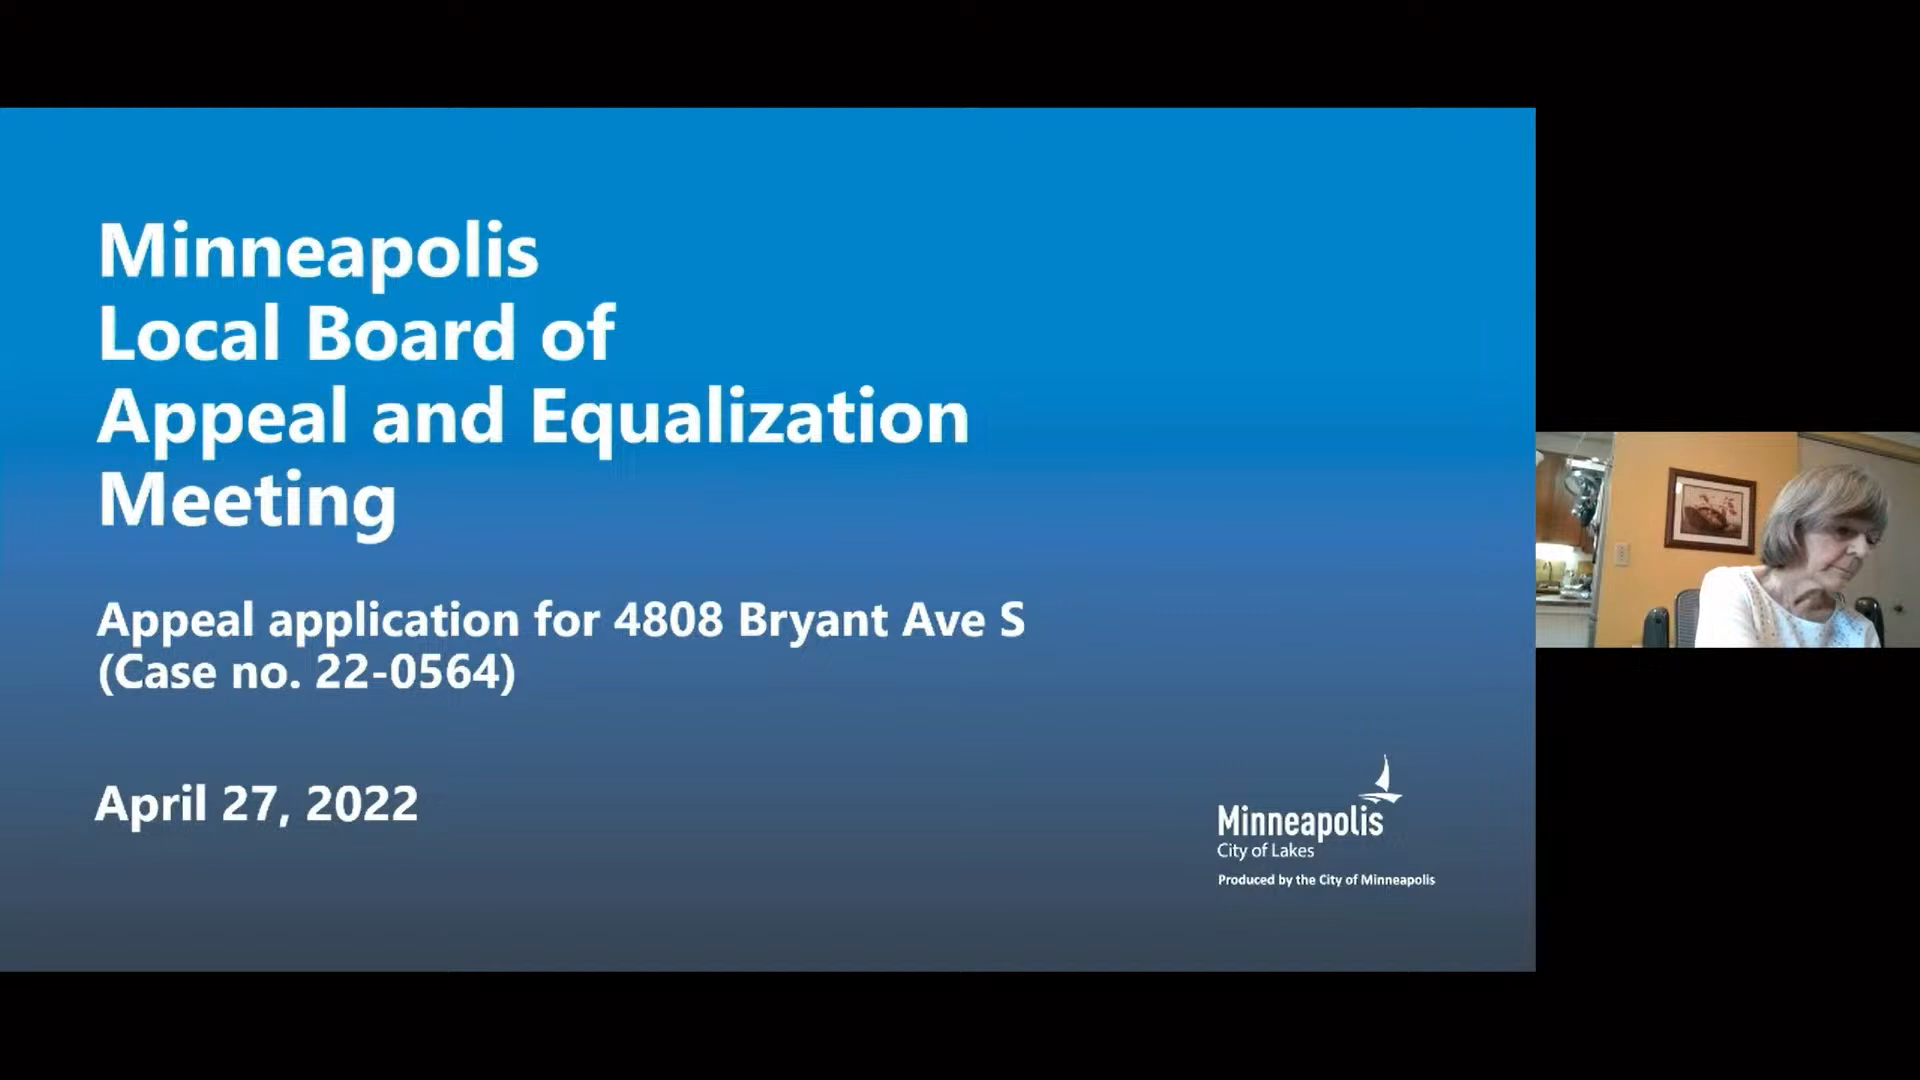 Minneapolis
Local Board of
Appeal and Equalization
Meeting
Appeal application for 4808 Bryant Ave S
(Case no. 22-0564)
April 27, 2022
Minneapolis
City of Lakes
Produced by the City of Minneapolis